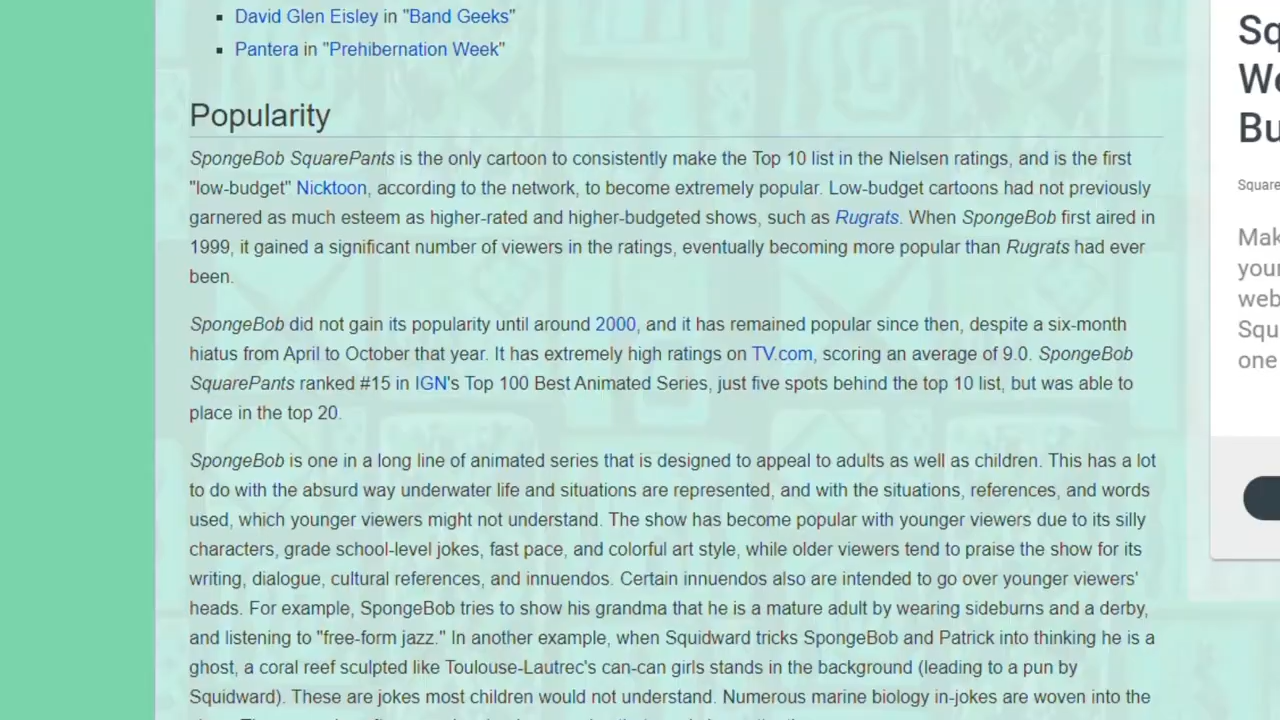 David Glen Eisley in "Band Geeks"
Pantera in "Prehibernation Week"
Popularity
SpongeBob SquarePants is the only cartoon to consistently make the Top 10 list in the Nielsen ratings, and is the first
"low-budget" Nicktoon, according to the network, to become extremely popular. Low-budget cartoons had not previously
garnered as much esteem as higher-rated and higher-budgeted shows, such as Rugrats. When SpongeBob first aired in
1999, it gained a significant number of viewers in the ratings, eventually becoming more popular than Rugrats had ever
been.
SpongeBob did not gain its popularity until around 2000, and it has remained popular since then, despite a six-month
hiatus from April to October that year. It has extremely high ratings on TV.com, scoring an average of 9.0. SpongeBob
SquarePants ranked #15 in IGN's Top 100 Best Animated Series, just five spots behind the top 10 list, but was able to
place in the top 20.
SpongeBob is one in a long line of animated series that is designed to appeal to adults as well as children. This has a lot
to do with the absurd way underwater life and situations are represented, and with the situations, references, and words
used, which younger viewers might not understand. The show has become popular with younger viewers due to its silly
characters, grade school-level jokes, fast pace, and colorful art style, while older viewers tend to praise the show for its
writing, dialogue, cultural references, and innuendos. Certain innuendos also are intended to go over younger viewers'
heads. For example, SpongeBob tries to show his grandma that he is a mature adult by wearing sideburns and a derby,
and listening to "free-form jazz." In another example, when Squidward tricks SpongeBob and Patrick into thinking he is a
ghost, a coral reef sculpted like Toulouse-Lautrec's can-can girls stands in the background (leading to a pun by
Squidward). These are jokes most children would not understand. Numerous marine biology in-jokes are woven into the
Sq
We
Bu
Square
Mak
your
web
Squ
one